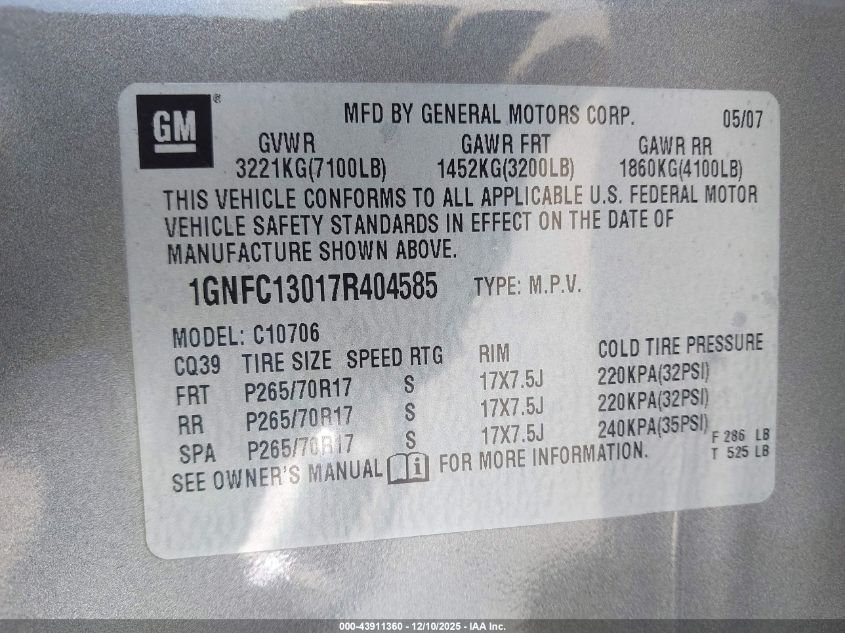 GM ® MFD BY GENERAL MOTORS CORP. 05/07
GVWR GAWR FRT GAWR RR
3221KG(7100LB) 1452KG(3200LB) 1860KG(4100LB)
THIS VEHICLE CONFORMS TO ALL APPLICABLE U.S. FEDERAL MOTOR
VEHICLE SAFETY STANDARDS IN EFFECT ON THE DATE OF
MANUFACTURE SHOWN ABOVE.
1GNFC13017R404585 TYPE: M.P.V.
MODEL: C10706
CQ39 TIRE SIZE SPEED RTG RIM COLD TIRE PRESSURE
FRT P265/70R17 S 17X7.5J 220KPA(32PSI)
RR P265/70R17 S 17X7.5J 220KPA(32PSI)
SPA P265/70R17 S 17X7.5J 240KPA(35PSI) F 286 LB
T 525 LB
SEE OWNER'S MANUAL i FOR MORE INFORMATION.
000-43911360 - 12/10/2025 - IAA Inc.